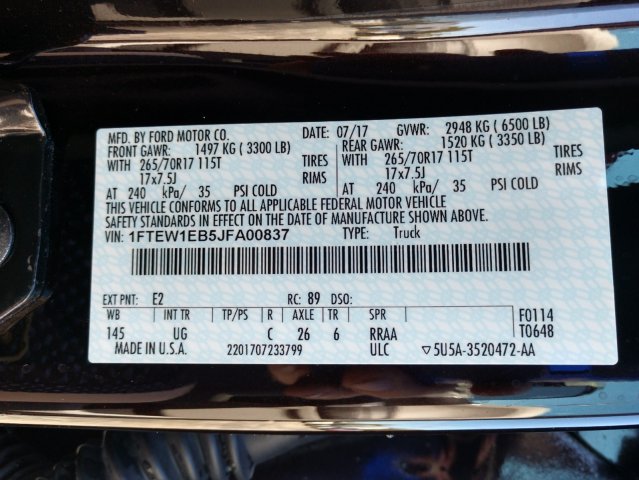 MFD. BY FORD MOTOR CO. DATE: 07/17 GVWR: 2948 KG ( 6500 LB)
FRONT GAWR: 1497 KG ( 3300 LB) REAR GAWR: 1520 KG ( 3350 LB)
WITH 265/70R17 115T TIRES WITH 265/70R17 115T TIRES
17x7.5J RIMS 17x7.5J RIMS
AT 240 kPa/ 35 PSI COLD AT 240 kPa/ 35 PSI COLD
THIS VEHICLE CONFORMS TO ALL APPLICABLE FEDERAL MOTOR VEHICLE
SAFETY STANDARDS IN EFFECT ON THE DATE OF MANUFACTURE SHOWN ABOVE.
VIN: 1FTEW1EB5JFA00837 TYPE: Truck
EXT PNT: E2 RC: 89 DSO:
WB INT TR TP/PS R AXLE TR SPR F0114
145 UG C 26 6 RRAA T0648
MADE IN U.S.A. 2201707233799 ULC ▽5U5A-3520472-AA